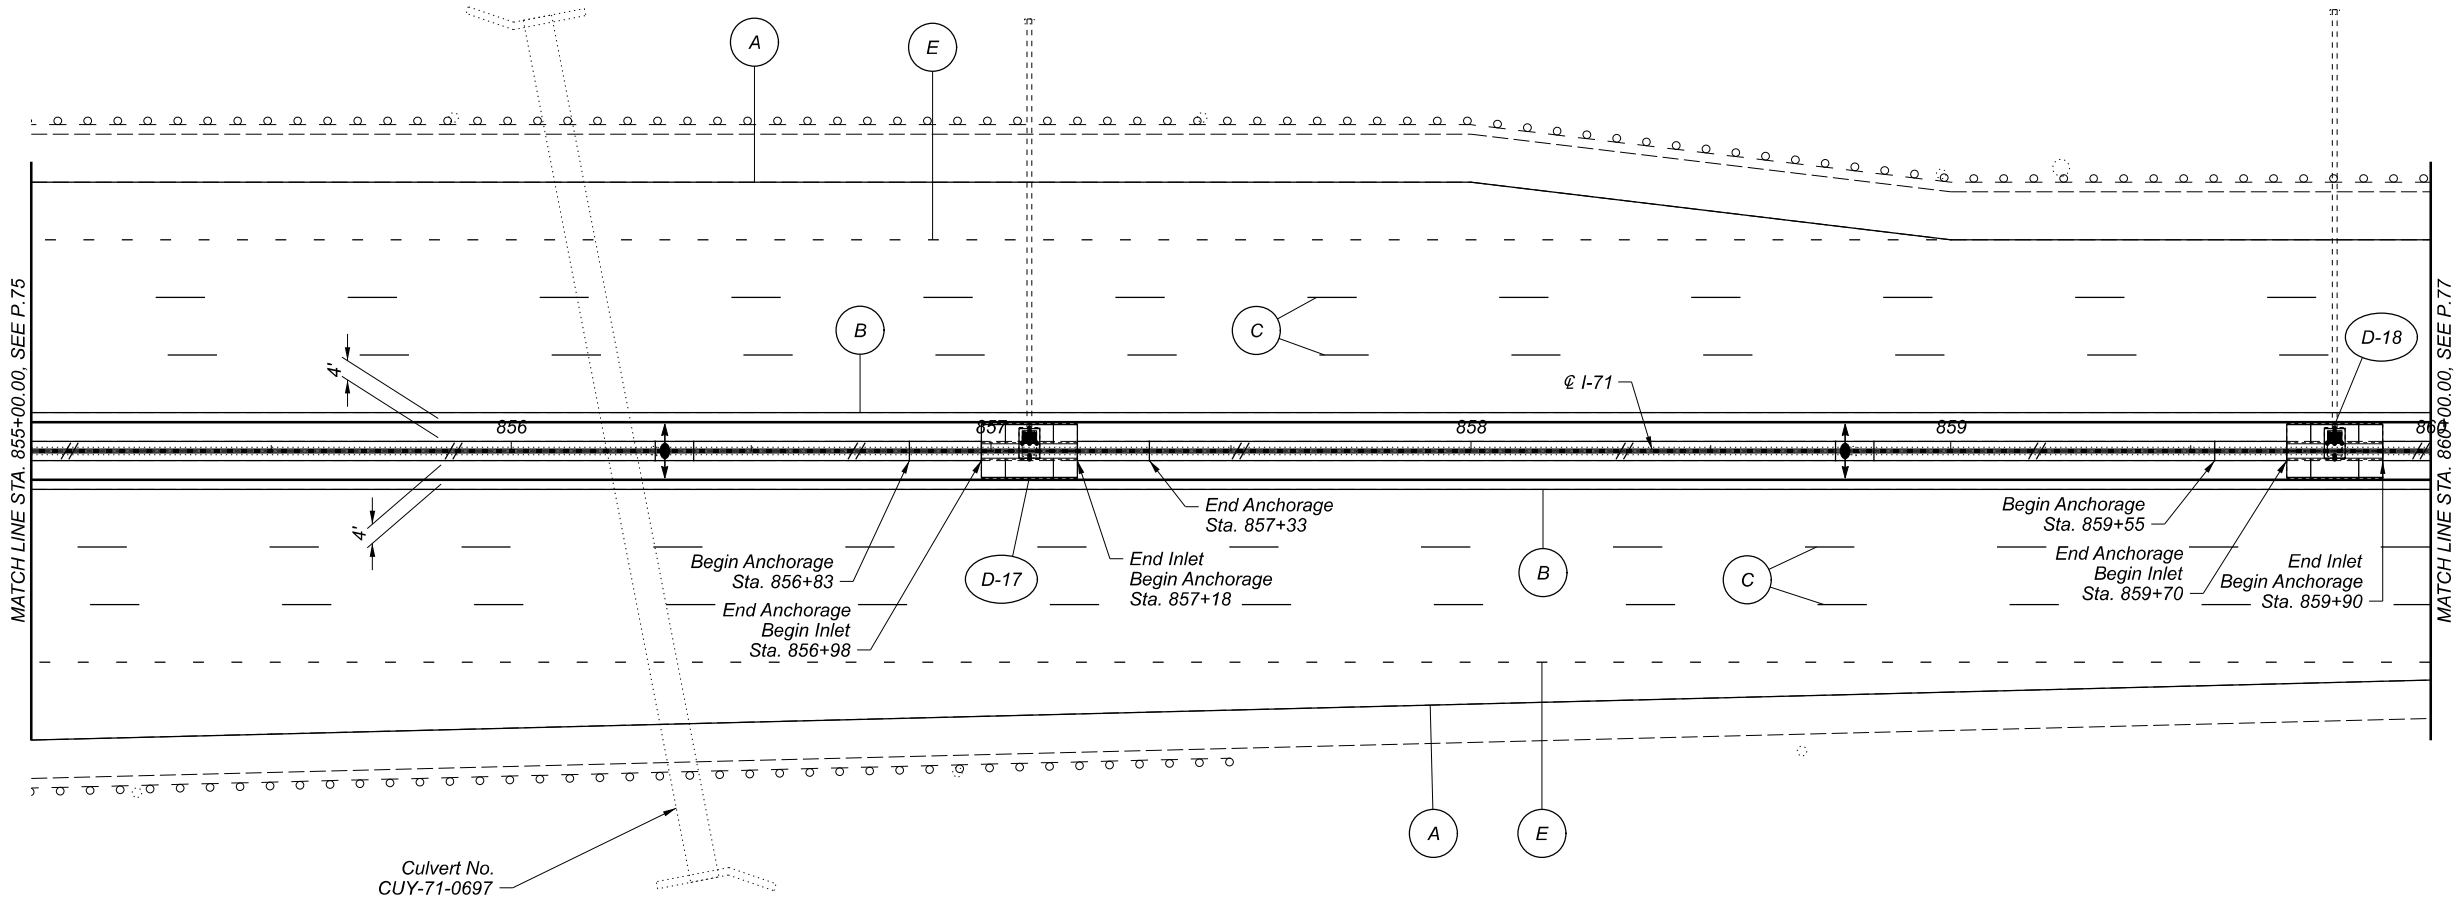 A
E
MATCH LINE STA. 855+00.00, SEE P.75
B
C
D-18
4'
℄ I-71
856
857
858
859
860
4'
MATCH LINE STA. 860+00.00, SEE P.77
Begin Anchorage
Sta. 856+83
End Anchorage
Begin Inlet
Sta. 856+98
D-17
End Anchorage
Sta. 857+33
End Inlet
Begin Anchorage
Sta. 857+18
B
C
Begin Anchorage
Sta. 859+55
End Anchorage
Begin Inlet
Sta. 859+70
End Inlet
Begin Anchorage
Sta. 859+90
A
E
Culvert No.
CUY-71-0697